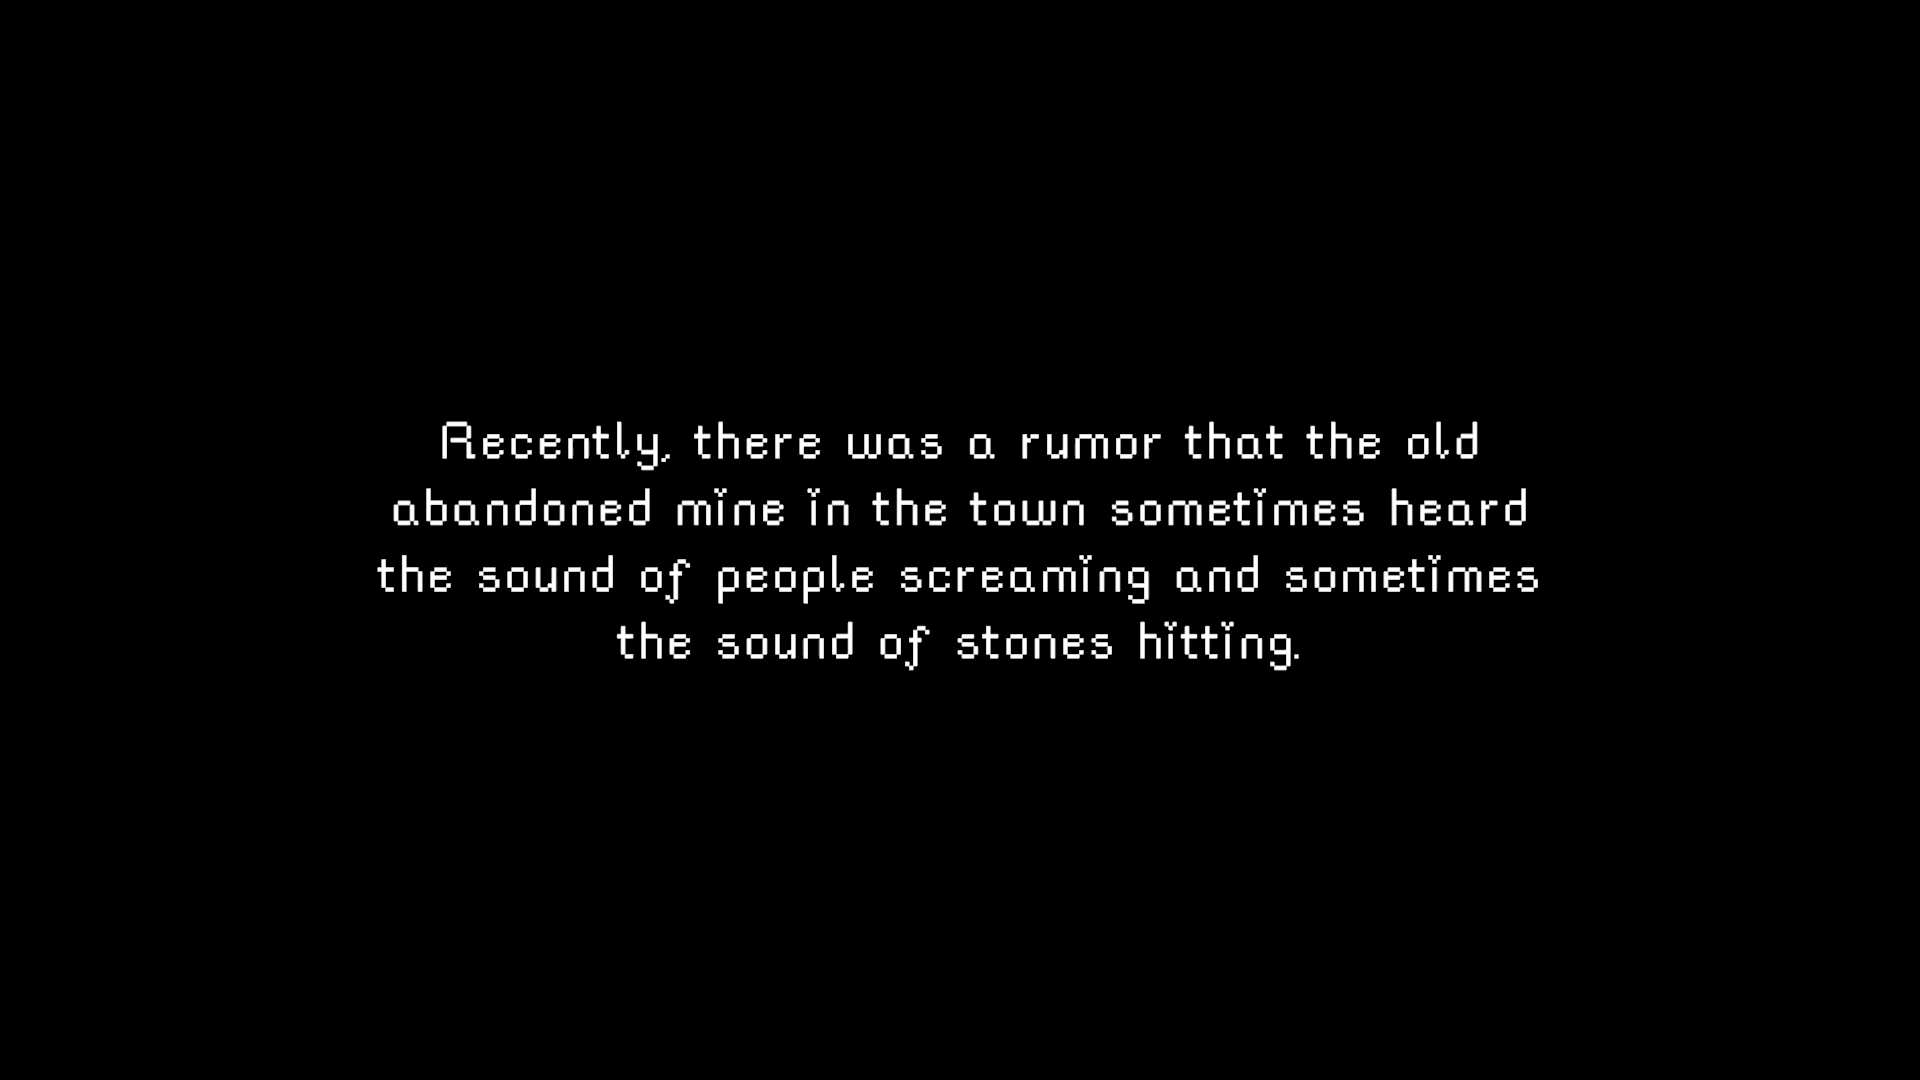 Recently, there was a rumor that the old
abandoned mine in the town sometimes heard
the sound of people screaming and sometimes
the sound of stones hitting.